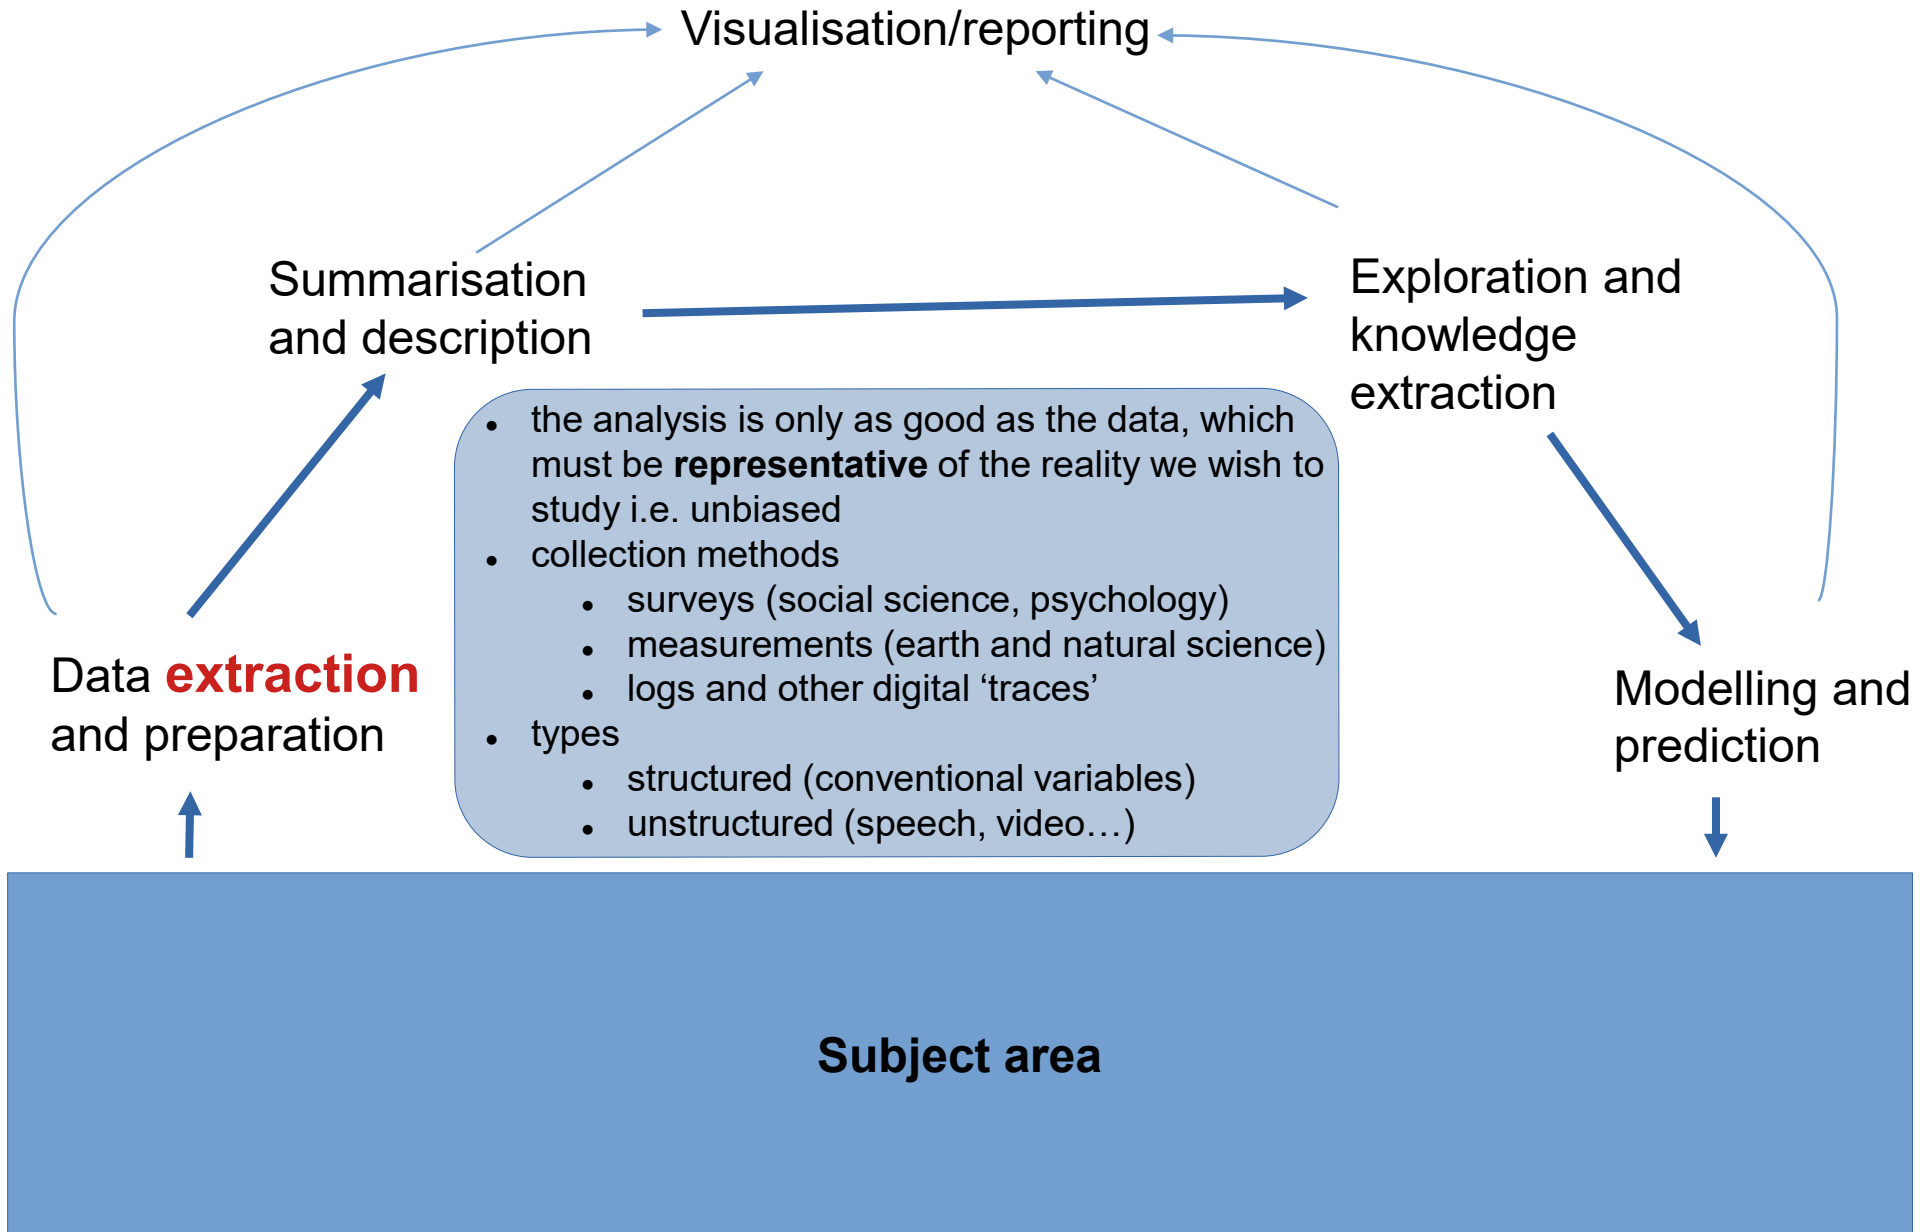 Visualisation/reporting
Summarisation
and description
Exploration and
knowledge
extraction
• the analysis is only as good as the data, which
must be representative of the reality we wish to
study i.e. unbiased
• collection methods
• surveys (social science, psychology)
• measurements (earth and natural science)
• logs and other digital ‘traces’
• types
• structured (conventional variables)
• unstructured (speech, video…)
Data extraction
and preparation
Modelling and
prediction
Subject area